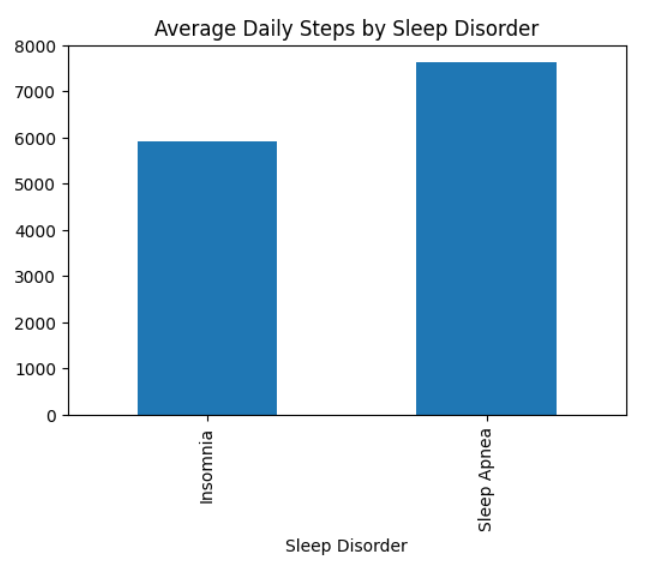 Average Daily Steps by Sleep Disorder
8000
7000
6000
5000
4000
3000
2000
1000
0
Insomnia
Sleep Apnea
Sleep Disorder